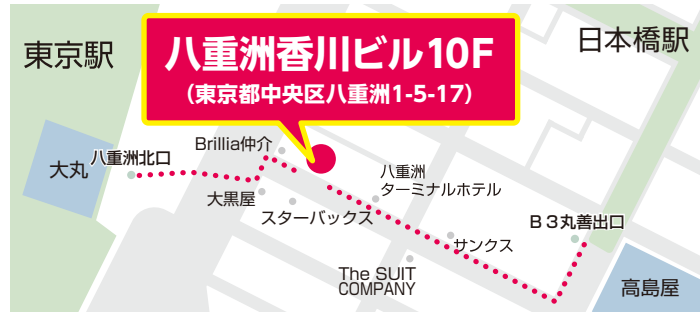 東京駅
八重洲香川ビル10F
(東京都中央区八重洲1-5-17)
日本橋駅
Brillia仲介
大丸
八重洲北口
八重洲
ターミナルホテル
大黒屋
スターバックス
B3丸善出口
サンクス
The SUIT
COMPANY
高島屋